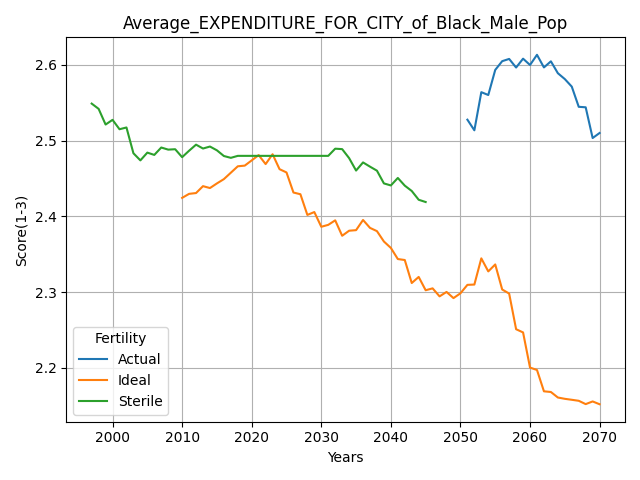 Average_EXPENDITURE_FOR_CITY_of_Black_Male_Pop
Score(1-3)
2.6
2.5
2.4
2.3
2.2
Fertility
Actual
Ideal
Sterile
2000 2010 2020 2030 2040 2050 2060 2070
Years